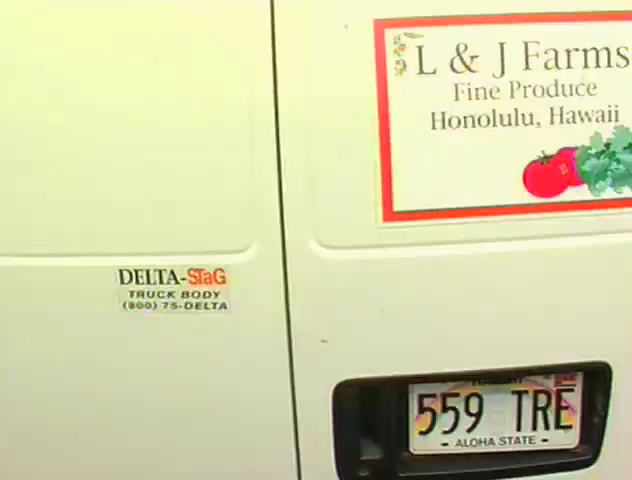 L & J Farms
Fine Produce
Honolulu, Hawaii
DELTA-STaG
TRUCK BODY
(800) 75-DELTA
559 TRE
ALOHA STATE